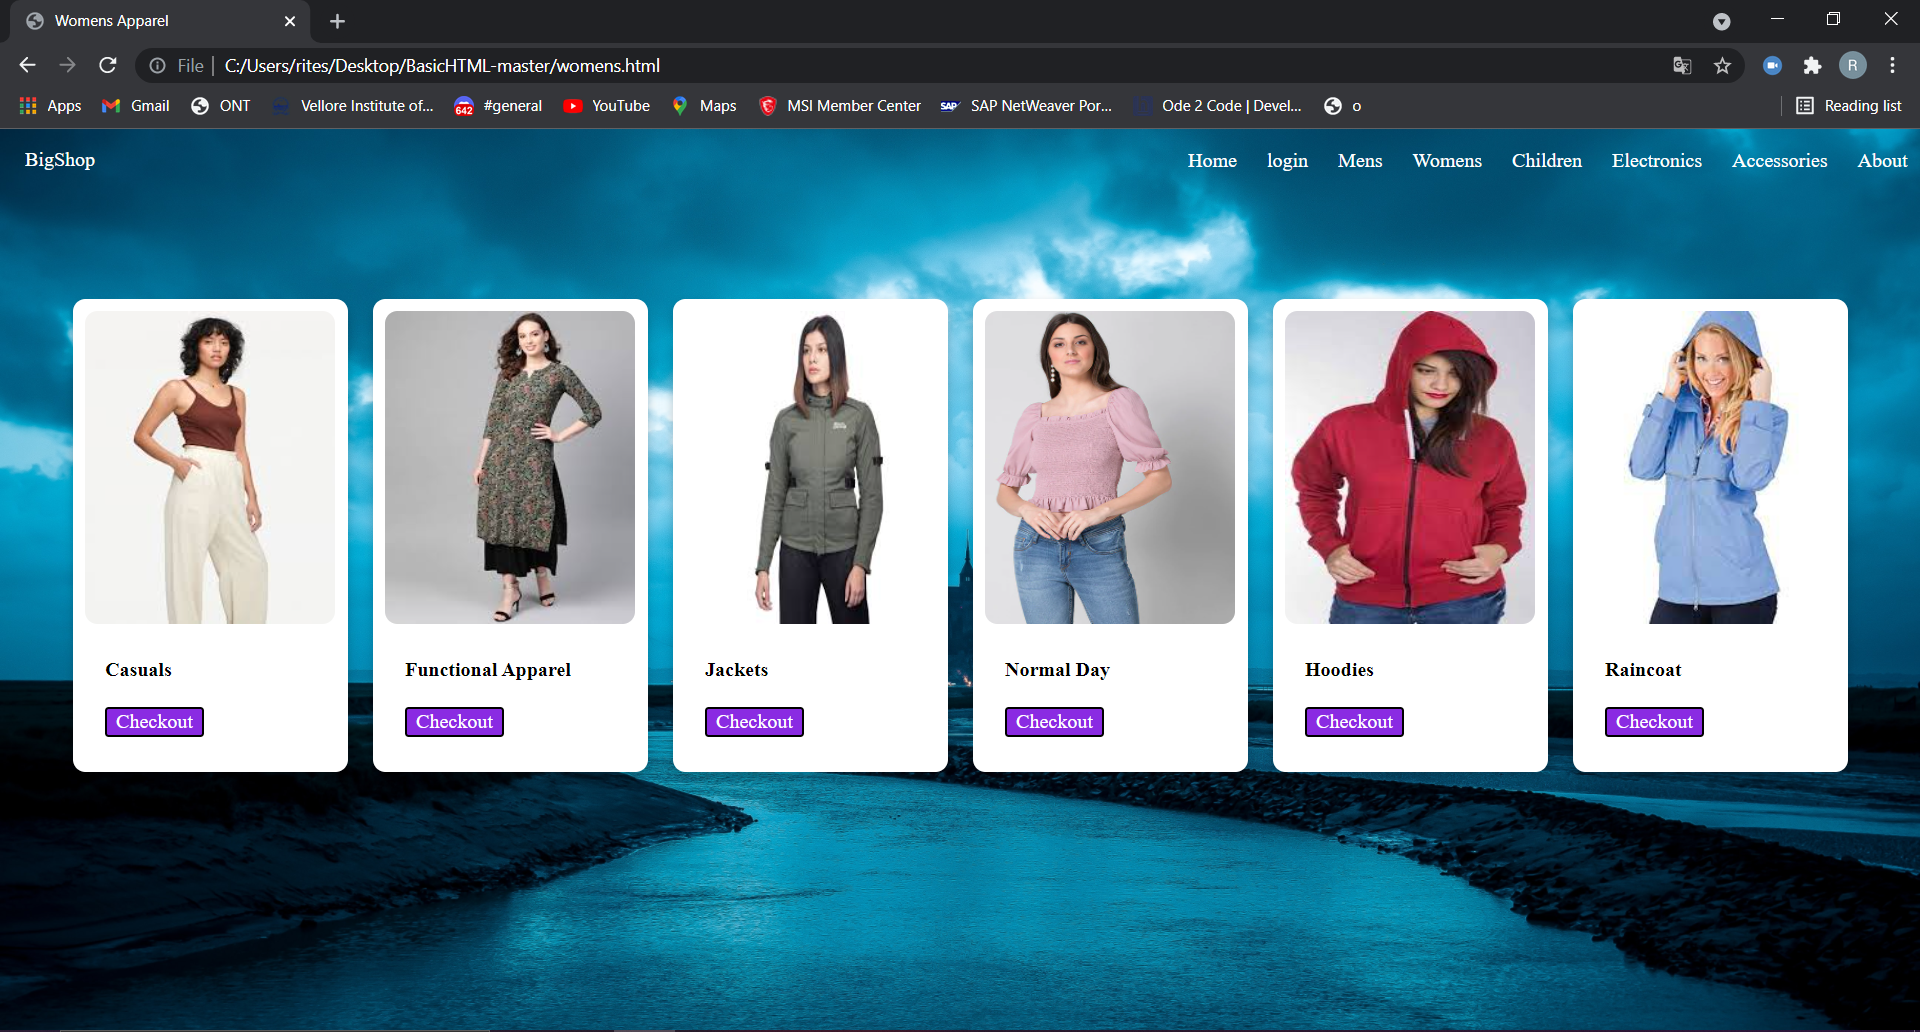 Womens Apparel
File | C:/Users/rites/Desktop/BasicHTML-master/womens.html
R
Apps Gmail ONT Vellore Institute of... 642 #general YouTube Maps MSI Member Center SAP SAP NetWeaver Por... Ode 2 Code | Devel... o Reading list
BigShop Home login Mens Womens Children Electronics Accessories About
Casuals Functional Apparel Jackets Normal Day Hoodies Raincoat
Checkout Checkout Checkout Checkout Checkout Checkout